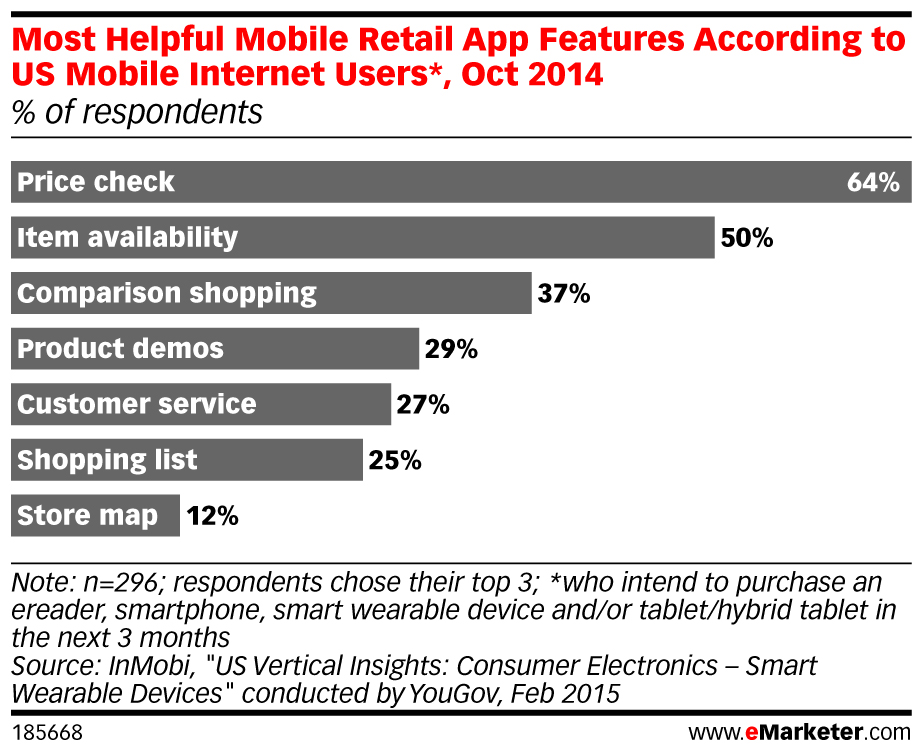 Most Helpful Mobile Retail App Features According to
US Mobile Internet Users*, Oct 2014
% of respondents
Price check 64%
Item availability 50%
Comparison shopping 37%
Product demos 29%
Customer service 27%
Shopping list 25%
Store map 12%
Note: n=296; respondents chose their top 3; *who intend to purchase an
ereader, smartphone, smart wearable device and/or tablet/hybrid tablet in
the next 3 months
Source: InMobi, "US Vertical Insights: Consumer Electronics – Smart
Wearable Devices" conducted by YouGov, Feb 2015
185668 www.eMarketer.com